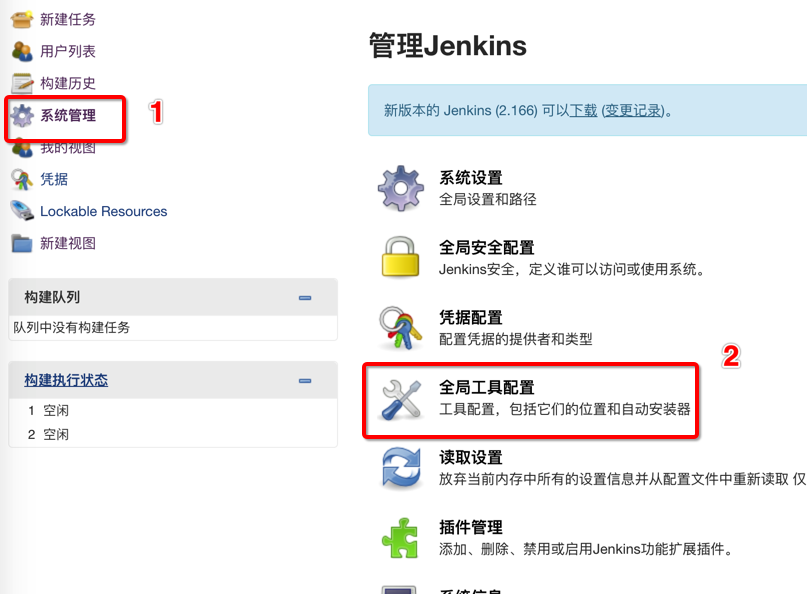 新建任务
用户列表
构建历史
系统管理
1
我的视图
凭据
Lockable Resources
新建视图
构建队列
队列中没有构建任务
构建执行状态
1 空闲
2 空闲
管理Jenkins
新版本的 Jenkins (2.166) 可以下载 (变更记录)。
系统设置
全局设置和路径
全局安全配置
Jenkins安全，定义谁可以访问或使用系统。
凭据配置
配置凭据的提供者和类型
2
全局工具配置
工具配置，包括它们的位置和自动安装器
读取设置
放弃当前内存中所有的设置信息并从配置文件中重新读取 仅
插件管理
添加、删除、禁用或启用Jenkins功能扩展插件。
系统信息